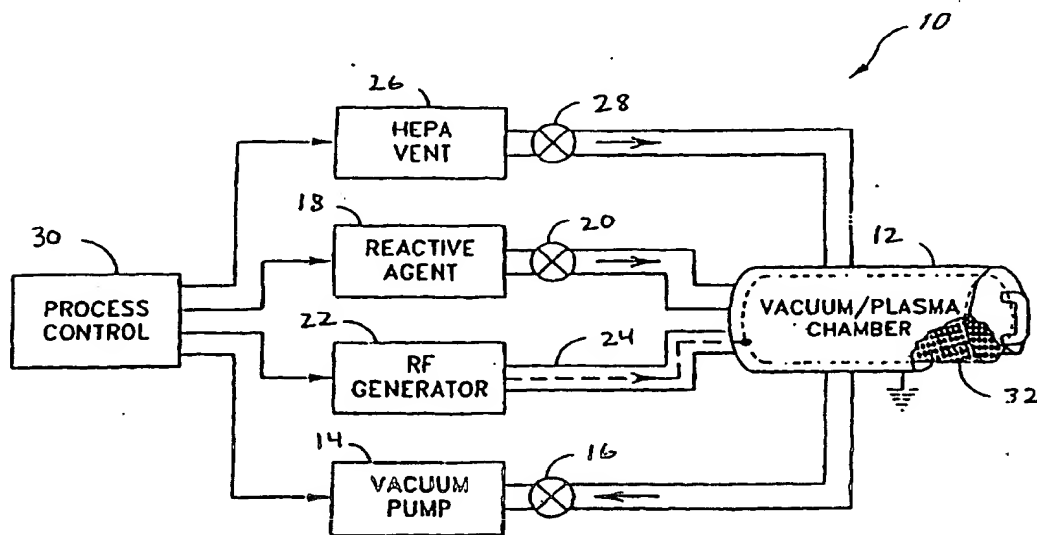 10
26
HEPA
VENT
28
18
REACTIVE
AGENT
20
30
PROCESS
CONTROL
12
VACUUM/PLASMA
CHAMBER
22
RF
GENERATOR
24
32
14
VACUUM
PUMP
16